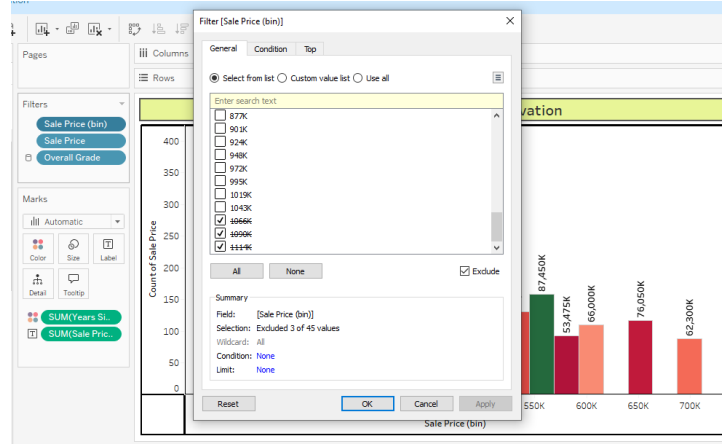 Filter [Sale Price (bin)]
Pages
iii Columns
Rows
General Condition Top
Select from list Custom value list Use all
Enter search text
877K
901K
924K
948K
972K
995K
1019K
1043K
1066K
1090K
1114K
All None Exclude
Summary
Field: [Sale Price (bin)]
Selection: Excluded 3 of 45 values
Wildcard: All
Condition: None
Limit: None
Reset OK Cancel Apply
Filters
Sale Price (bin)
Sale Price
Overall Grade
Marks
Automatic
Color Size Label
Detail Tooltip
SUM(Years Si..
SUM(Sale Pric..
vation
Count of Sale Price
400
350
300
250
200
150
100
50
0
87,450K
53,475K
66,000K
76,050K
62,300K
550K 600K 650K 700K
Sale Price (bin)